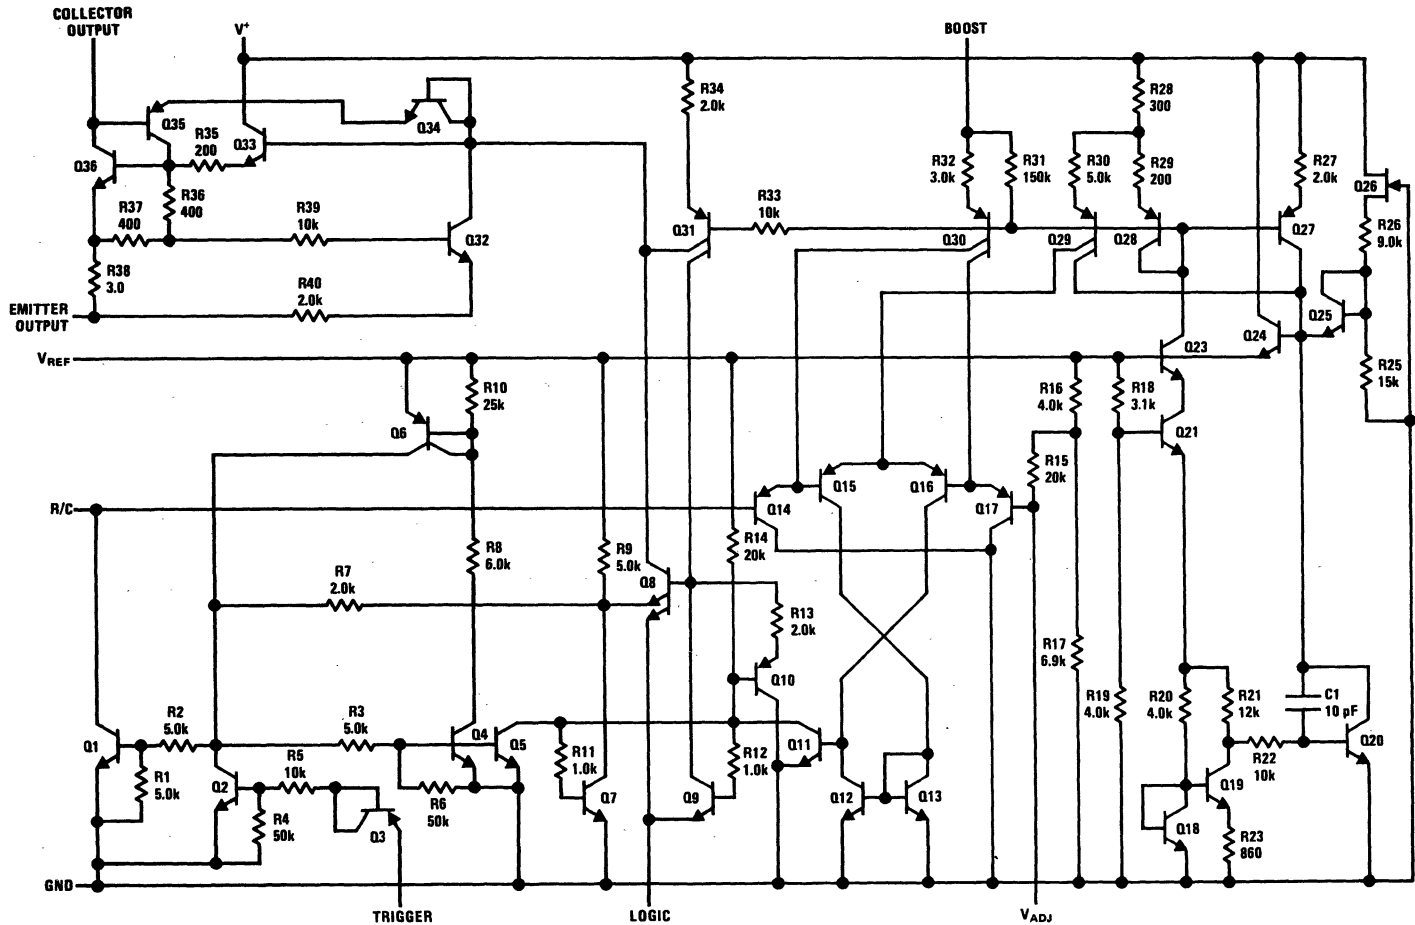 COLLECTOR
OUTPUT
V+
BOOST
R34
2.0k
R28
300
Q35
R35
200
Q33
Q34
Q36
R36
400
R37
400
R39
10k
Q32
R38
3.0
R40
2.0k
EMITTER
OUTPUT
R32
3.0k
R31
150k
R30
5.0k
R29
200
R27
2.0k
Q26
R33
10k
Q31
Q30
Q29
Q28
Q27
R26
9.0k
Q25
Q24
VREF
Q23
R10
25k
R16
4.0k
R18
3.1k
R25
15k
Q6
Q21
R15
20k
Q15
Q16
R/C
Q14
Q17
R8
6.0k
R9
5.0k
R14
20k
R7
2.0k
Q8
R13
2.0k
R17
6.9k
Q10
R19
4.0k
R20
4.0k
R21
12k
C1
10 pF
R2
5.0k
R3
5.0k
Q1
Q4
Q5
R11
1.0k
R12
1.0k
Q11
R22
10k
Q20
R1
5.0k
Q2
R5
10k
R6
50k
Q7
Q9
Q12
Q13
Q19
R4
50k
Q3
Q18
R23
860
GND
TRIGGER
LOGIC
VADJ